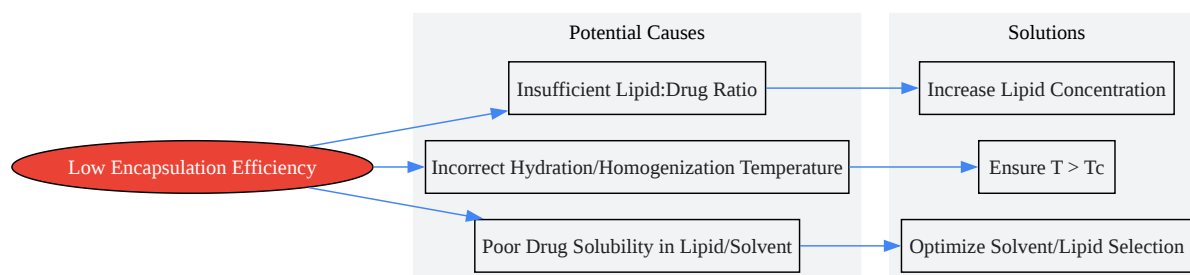 Potential Causes
Solutions
Insufficient Lipid:Drug Ratio
Increase Lipid Concentration
Low Encapsulation Efficiency
Incorrect Hydration/Homogenization Temperature
Ensure T > Tc
Poor Drug Solubility in Lipid/Solvent
Optimize Solvent/Lipid Selection